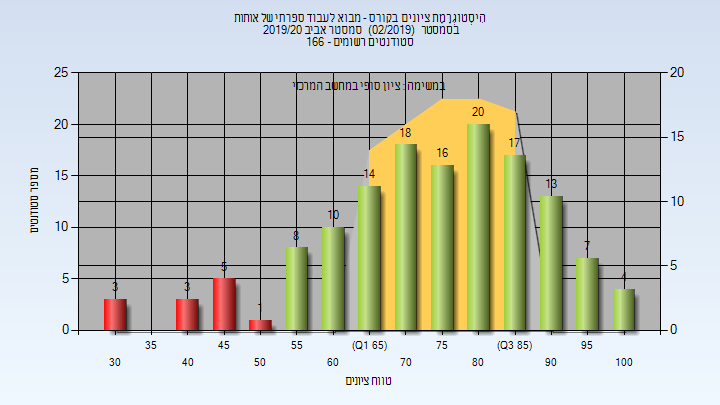 היסטוגרמת ציונים בקורס - מבוא לעבוד ספרתי של אותות
בסמסטר (02/2019) סמסטר אביב 2019/20
סטודנטים רשומים - 166
במשימה : ציון סופי במחשב המרכזי
מספר סטודנטים
25 20 15 10 5 0
20 15 10 5 0
3 3 5 1 8 10 14 18 16 20 17 13 7 4
35 45 55 (Q1 65) 75 (Q3 85) 95
30 40 50 60 70 80 90 100
טווח ציונים